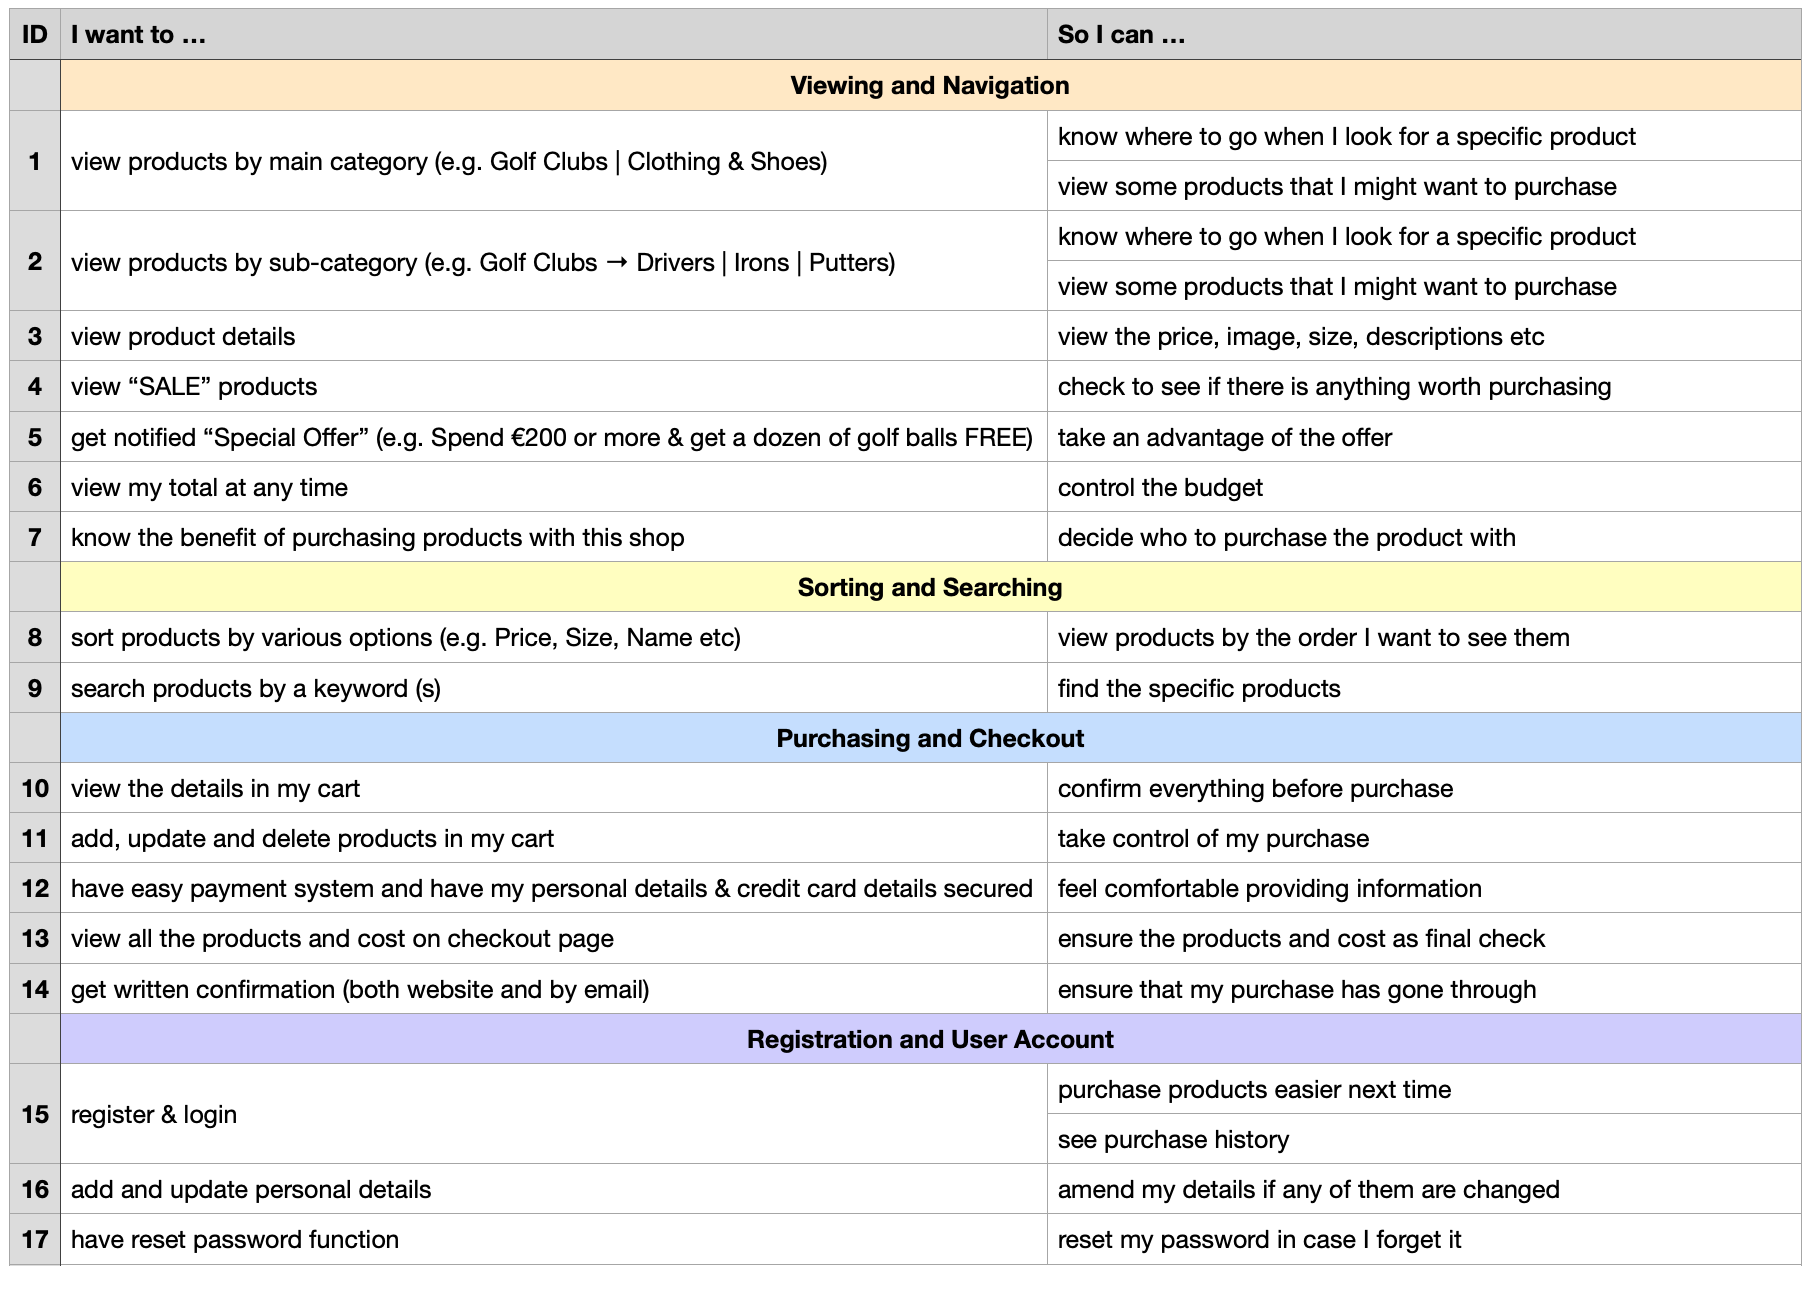 ID I want to … So I can …
Viewing and Navigation
1 view products by main category (e.g. Golf Clubs | Clothing & Shoes) know where to go when I look for a specific product
view some products that I might want to purchase
2 view products by sub-category (e.g. Golf Clubs → Drivers | Irons | Putters) know where to go when I look for a specific product
view some products that I might want to purchase
3 view product details view the price, image, size, descriptions etc
4 view “SALE” products check to see if there is anything worth purchasing
5 get notified “Special Offer” (e.g. Spend €200 or more & get a dozen of golf balls FREE) take an advantage of the offer
6 view my total at any time control the budget
7 know the benefit of purchasing products with this shop decide who to purchase the product with
Sorting and Searching
8 sort products by various options (e.g. Price, Size, Name etc) view products by the order I want to see them
9 search products by a keyword (s) find the specific products
Purchasing and Checkout
10 view the details in my cart confirm everything before purchase
11 add, update and delete products in my cart take control of my purchase
12 have easy payment system and have my personal details & credit card details secured feel comfortable providing information
13 view all the products and cost on checkout page ensure the products and cost as final check
14 get written confirmation (both website and by email) ensure that my purchase has gone through
Registration and User Account
15 register & login purchase products easier next time
see purchase history
16 add and update personal details amend my details if any of them are changed
17 have reset password function reset my password in case I forget it